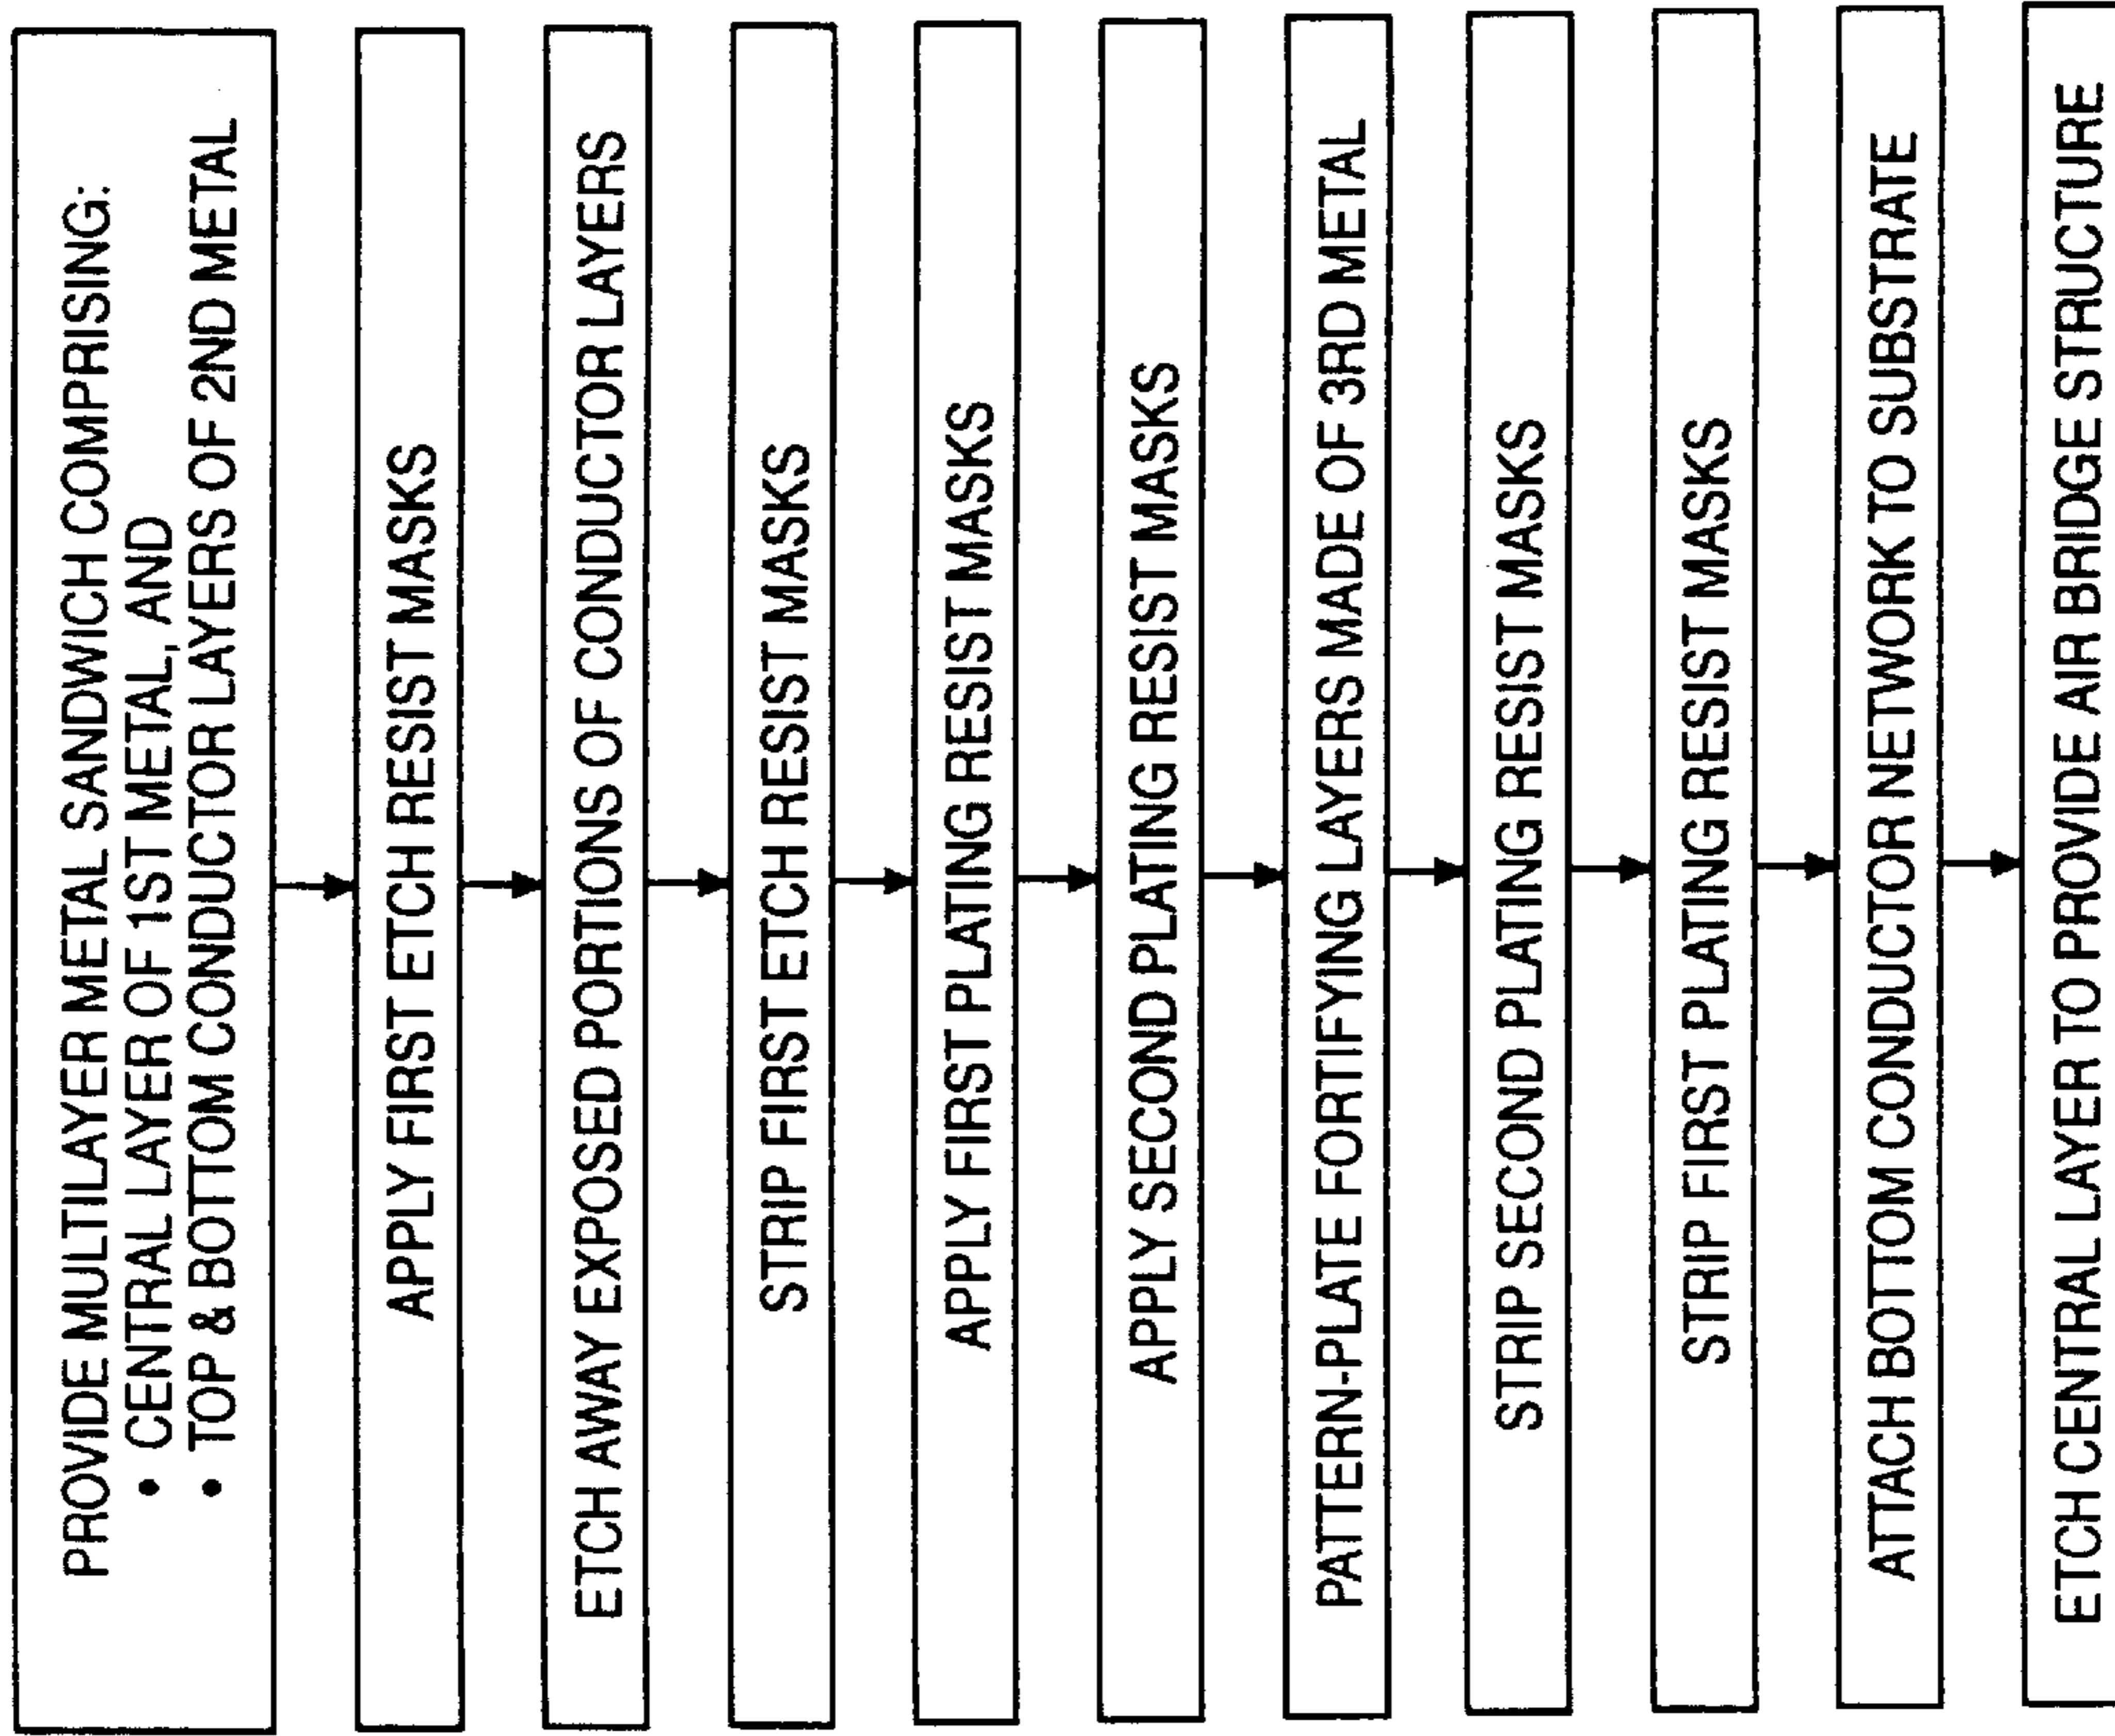 PROVIDE MULTILAYER METAL SANDWICH COMPRISING:
• CENTRAL LAYER OF 1ST METAL, AND
• TOP & BOTTOM CONDUCTOR LAYERS OF 2ND METAL
APPLY FIRST ETCH RESIST MASKS
ETCH AWAY EXPOSED PORTIONS OF CONDUCTOR LAYERS
STRIP FIRST ETCH RESIST MASKS
APPLY FIRST PLATING RESIST MASKS
APPLY SECOND PLATING RESIST MASKS
PATTERN-PLATE FORTIFYING LAYERS MADE OF 3RD METAL
STRIP SECOND PLATING RESIST MASKS
STRIP FIRST PLATING RESIST MASKS
ATTACH BOTTOM CONDUCTOR NETWORK TO SUBSTRATE
ETCH CENTRAL LAYER TO PROVIDE AIR BRIDGE STRUCTURE